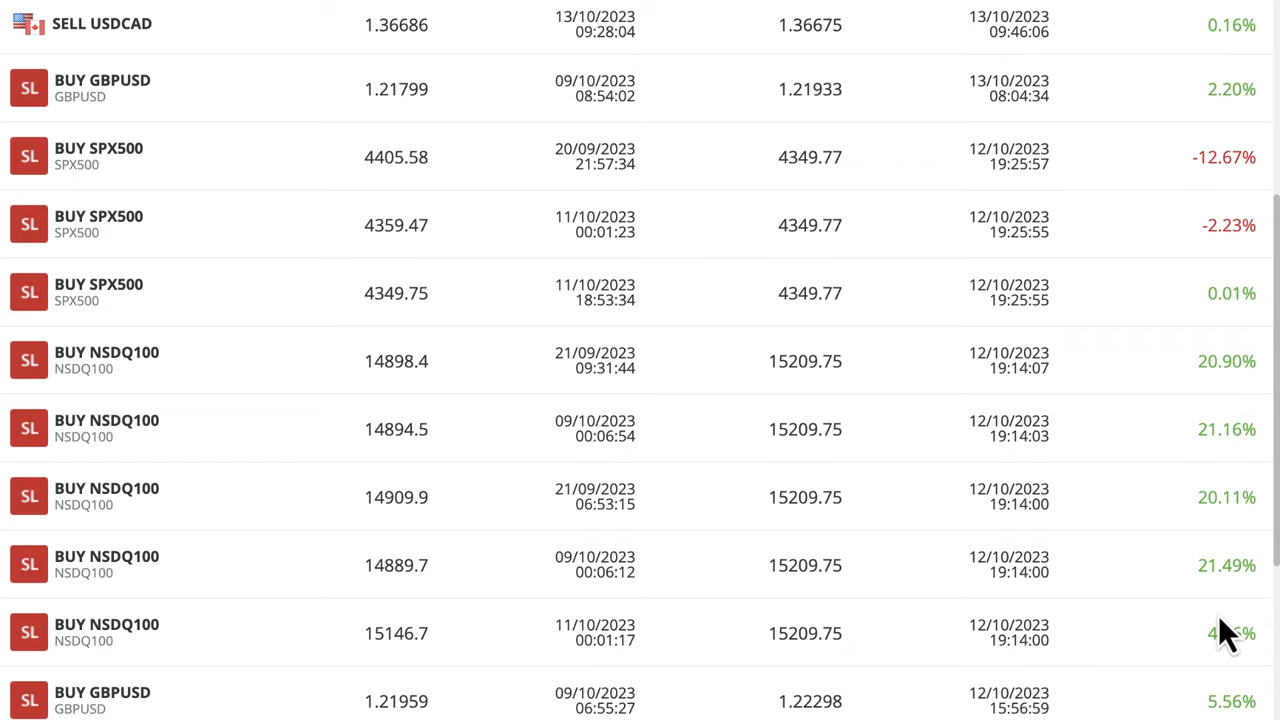 SELL USDCAD 1.36686 13/10/2023 1.36675 13/10/2023 0.16%
09:28:04 09:46:06
SL BUY GBPUSD 1.21799 09/10/2023 1.21933 13/10/2023 2.20%
GBPUSD 08:54:02 08:04:34
SL BUY SPX500 4405.58 20/09/2023 4349.77 12/10/2023 -12.67%
SPX500 21:57:34 19:25:57
SL BUY SPX500 4359.47 11/10/2023 4349.77 12/10/2023 -2.23%
SPX500 00:01:23 19:25:55
SL BUY SPX500 4349.75 11/10/2023 4349.77 12/10/2023 0.01%
SPX500 18:53:34 19:25:55
SL BUY NSDQ100 14898.4 21/09/2023 15209.75 12/10/2023 20.90%
NSDQ100 09:31:44 19:14:07
SL BUY NSDQ100 14894.5 09/10/2023 15209.75 12/10/2023 21.16%
NSDQ100 00:06:54 19:14:03
SL BUY NSDQ100 14909.9 21/09/2023 15209.75 12/10/2023 20.11%
NSDQ100 06:53:15 19:14:00
SL BUY NSDQ100 14889.7 09/10/2023 15209.75 12/10/2023 21.49%
NSDQ100 00:06:12 19:14:00
SL BUY NSDQ100 15146.7 11/10/2023 15209.75 12/10/2023
NSDQ100 00:01:17 19:14:00
SL BUY GBPUSD 1.21959 09/10/2023 1.22298 12/10/2023 5.56%
GBPUSD 06:55:27 15:56:59